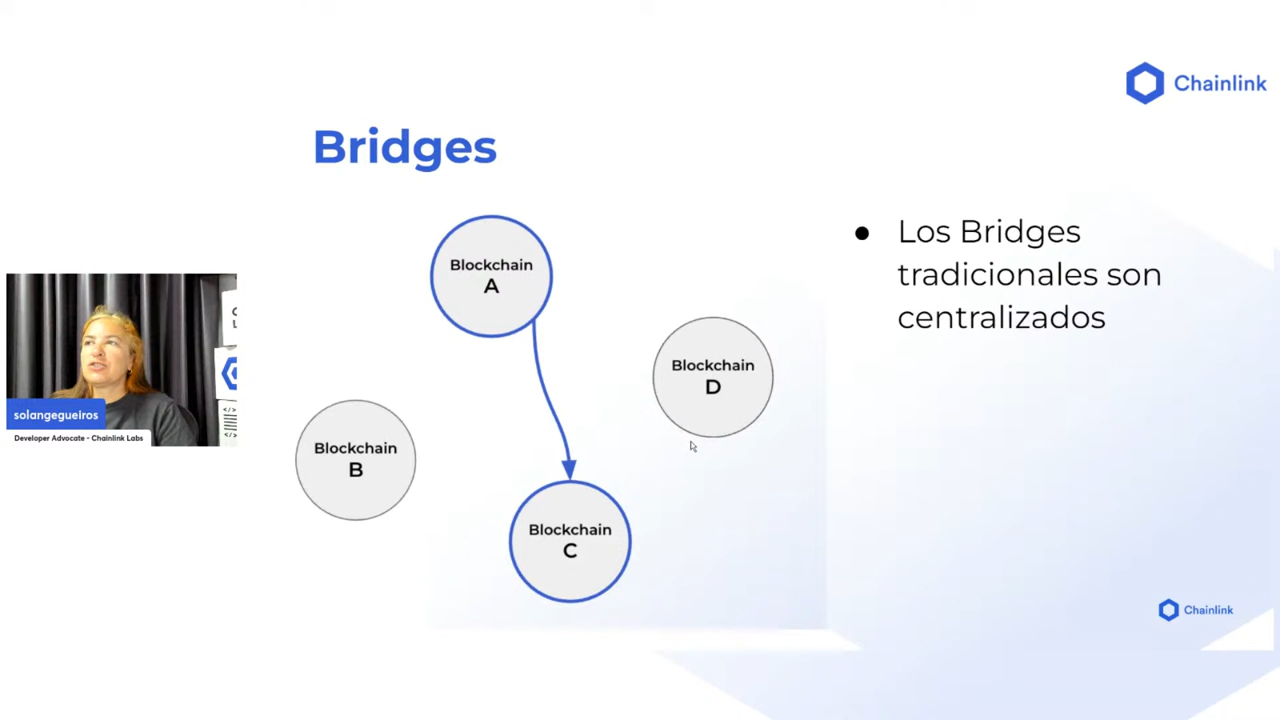 Chainlink
Bridges
Blockchain
A
Los Bridges
tradicionales son
centralizados
Blockchain
D
solangegueiros
Developer Advocate - Chainlink Labs
Blockchain
B
Blockchain
C
Chainlink